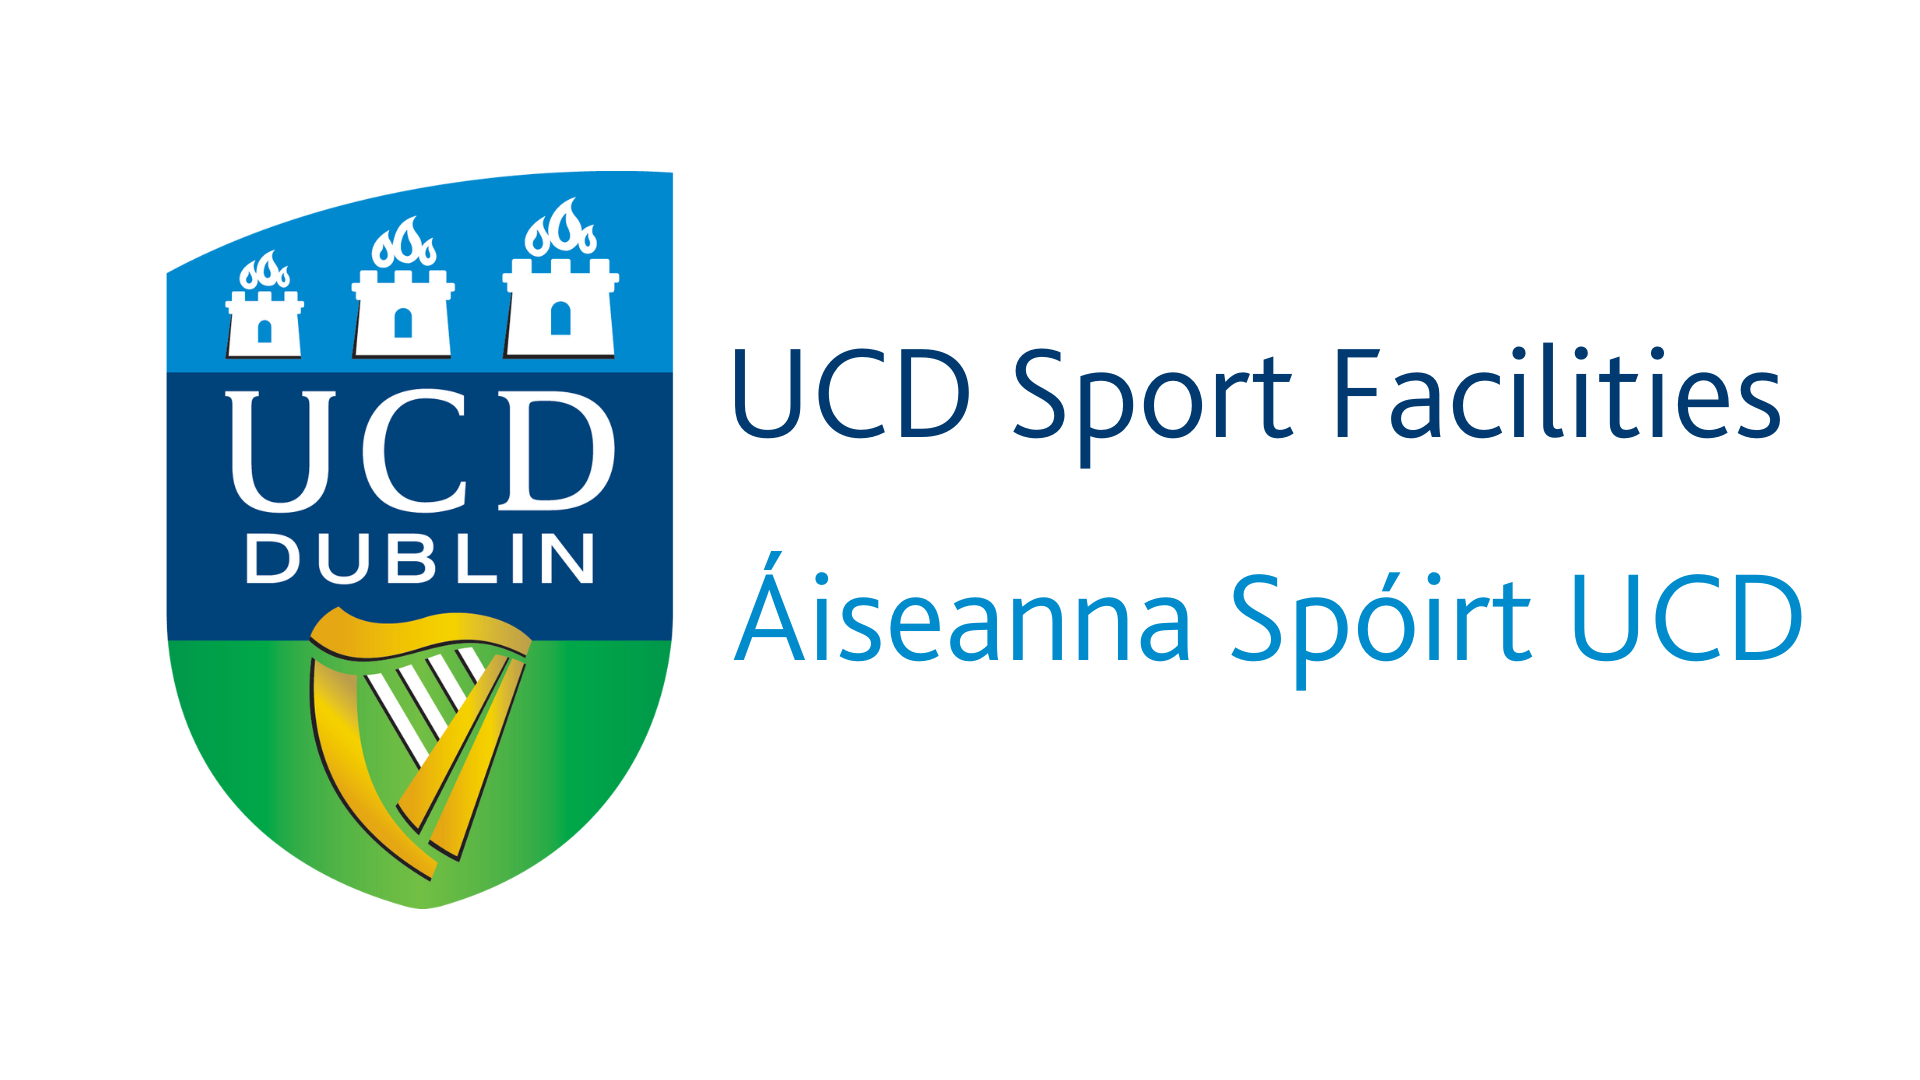 UCD
DUBLIN
UCD Sport Facilities
Áiseanna Spóirt UCD